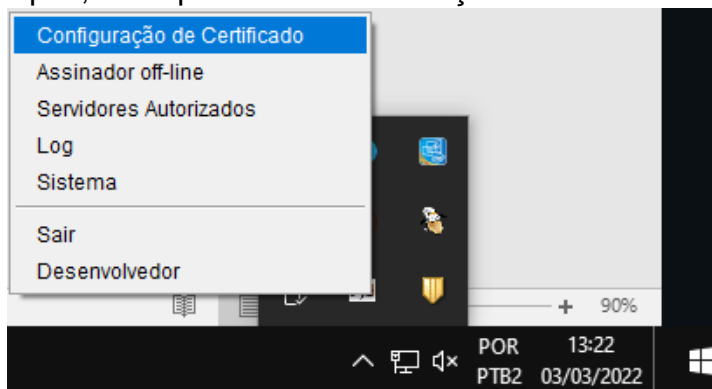 Configuração de Certificado
Assinador off-line
Servidores Autorizados
Log
Sistema
Sair
Desenvolvedor
90%
POR
13:22
PTB2
03/03/2022